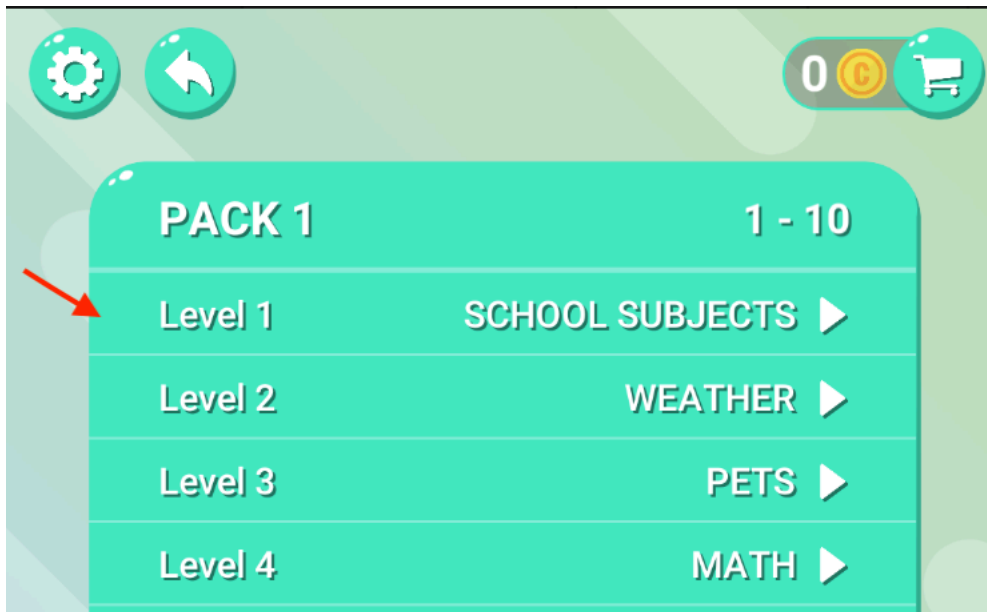 0 C
PACK 1 1 - 10
Level 1 SCHOOL SUBJECTS
Level 2 WEATHER
Level 3 PETS
Level 4 MATH